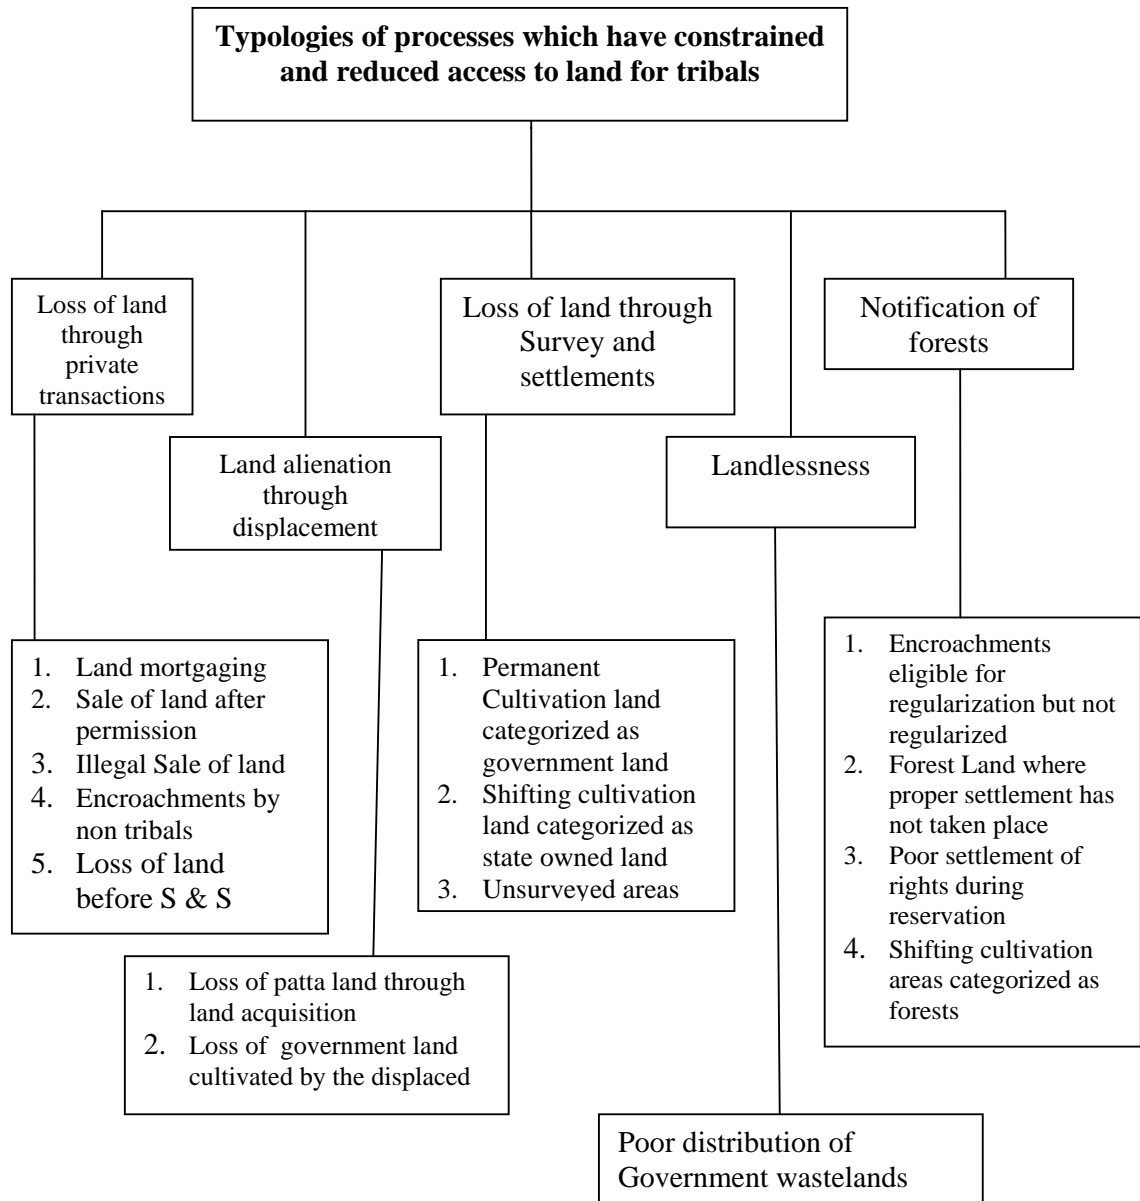 Typologies of processes which have constrained
and reduced access to land for tribals
Loss of land
through
private
transactions
Land alienation
through
displacement
Loss of land through
Survey and
settlements
Landlessness
Notification of
forests
1. Land mortgaging
2. Sale of land after
permission
3. Illegal Sale of land
4. Encroachments by
non tribals
5. Loss of land
before S & S
1. Loss of patta land through
land acquisition
2. Loss of government land
cultivated by the displaced
1. Permanent
Cultivation land
categorized as
government land
2. Shifting cultivation
land categorized as
state owned land
3. Unsurveyed areas
Poor distribution of
Government wastelands
1. Encroachments
eligible for
regularization but not
regularized
2. Forest Land where
proper settlement has
not taken place
3. Poor settlement of
rights during
reservation
4. Shifting cultivation
areas categorized as
forests